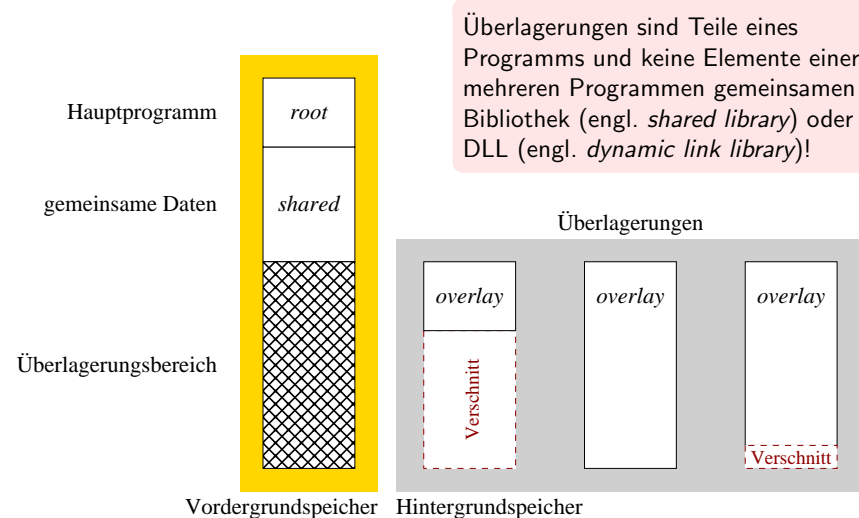 Überlagerungen sind Teile eines
Programms und keine Elemente einer
mehreren Programmen gemeinsamen
Bibliothek (engl. shared library) oder
DLL (engl. dynamic link library)!
Hauptprogramm
root
gemeinsame Daten
shared
Überlagerungen
overlay
overlay
overlay
Überlagerungsbereich
Verschnitt
Verschnitt
Vordergrundspeicher
Hintergrundspeicher